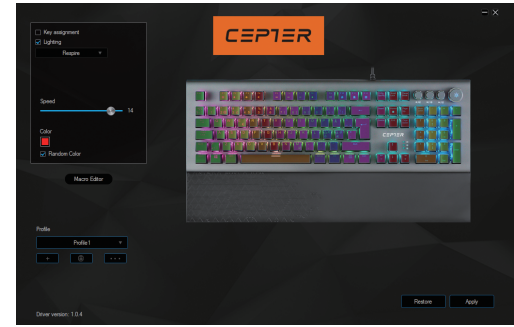 CEPTER
Key assignment
Lighting
Respire
Speed
14
Color
Random Color
CEPTER
Macro Editor
Profile
Profile1
+
...
Restore
Apply
Driver version: 1.0.4